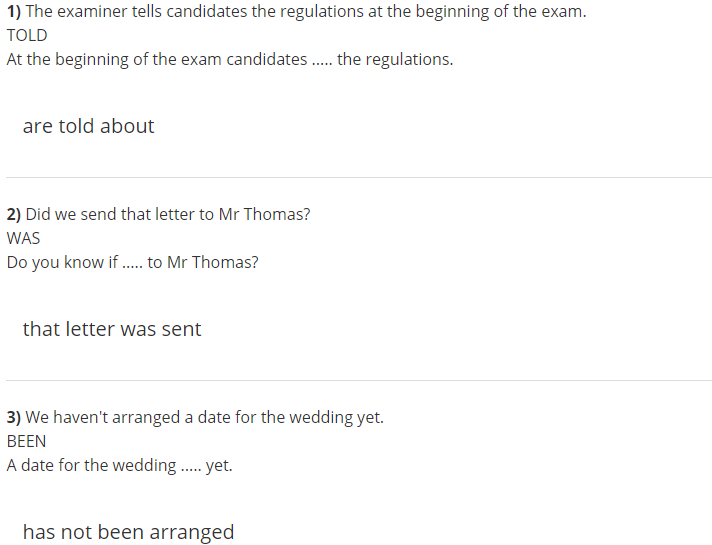 1) The examiner tells candidates the regulations at the beginning of the exam.
TOLD
At the beginning of the exam candidates ..... the regulations.
are told about
2) Did we send that letter to Mr Thomas?
WAS
Do you know if ..... to Mr Thomas?
that letter was sent
3) We haven't arranged a date for the wedding yet.
BEEN
A date for the wedding ..... yet.
has not been arranged